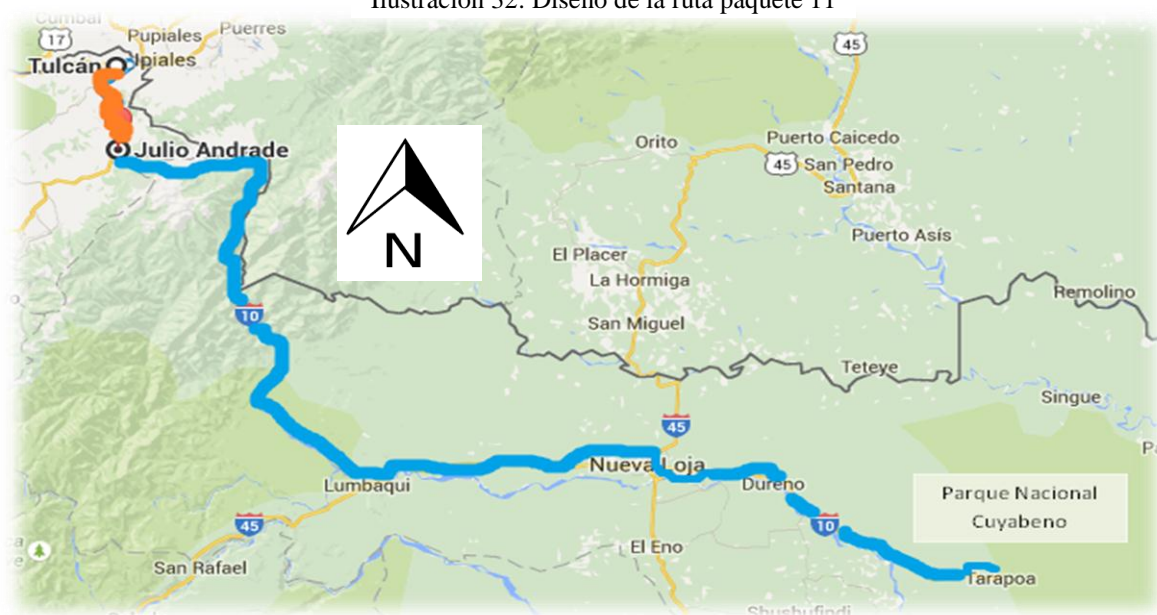 Ilustración 32: Diseño de la ruta paquete 11
Cumbal
17
Pupiales
Puerres
Tulcán
Ipiales
45
Julio Andrade
Orito
Puerto Caicedo
45
San Pedro
Santana
N
El Placer
Puerto Asís
La Hormiga
Remolino
10
San Miguel
Teteye
Singue
45
Nueva Loja
Lumbaqui
Dureno
Parque Nacional
Cuyabeno
45
10
El Eno
San Rafael
Tarapoa
Shushufindi